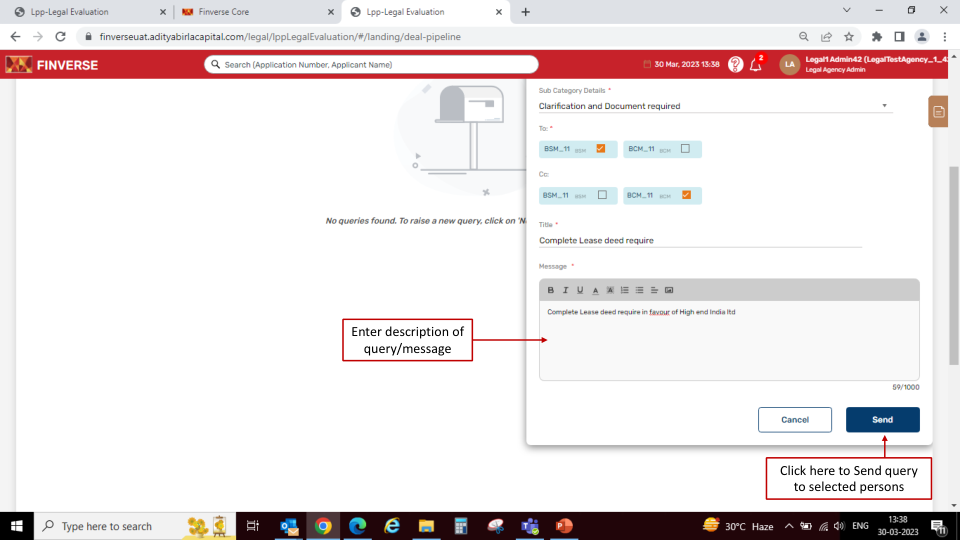 Lpp-Legal Evaluation
Finverse Core
Lpp-Legal Evaluation
finverseuat.adityabirlacapital.com/legal/lppLegalEvaluation/#/landing/deal-pipeline
FINVERSE
Search (Application Number, Applicant Name)
30 Mar, 2023 13:38
2
LA
Legal1 Admin42 (LegalTestAgency_1_4
Legal Agency Admin
Sub Category Details *
Clarification and Document required
To: *
BSM_11 BSM
BCM_11 BCM
Cc:
BSM_11 BSM
BCM_11 BCM
No queries found. To raise a new query, click on 'N
Title *
Complete Lease deed require
Message *
B I U A A
Complete Lease deed require in favour of High end India ltd
Enter description of
query/message
59/1000
Cancel
Send
Click here to Send query
to selected persons
Type here to search
30°C Haze
ENG
13:38
30-03-2023
11